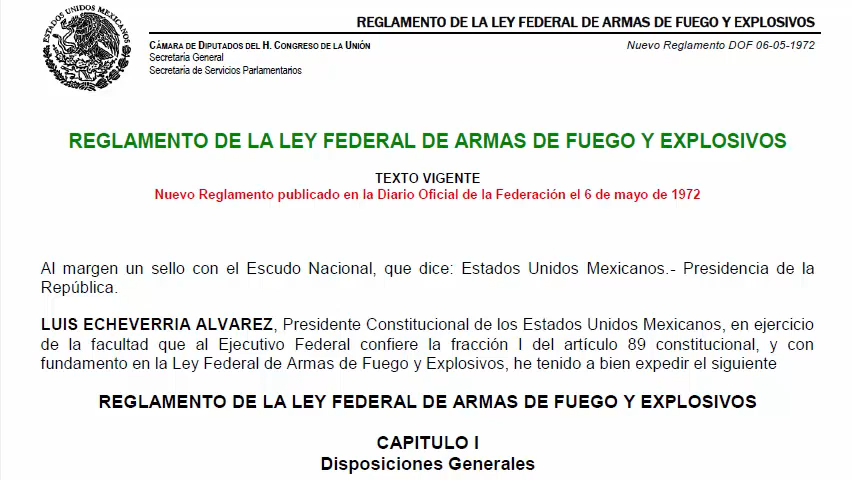 ESTADOS UNIDOS MEXICANOS
REGLAMENTO DE LA LEY FEDERAL DE ARMAS DE FUEGO Y EXPLOSIVOS
CÁMARA DE DIPUTADOS DEL H. CONGRESO DE LA UNIÓN
Nuevo Reglamento DOF 06-05-1972
Secretaría General
Secretaría de Servicios Parlamentarios
REGLAMENTO DE LA LEY FEDERAL DE ARMAS DE FUEGO Y EXPLOSIVOS
TEXTO VIGENTE
Nuevo Reglamento publicado en la Diario Oficial de la Federación el 6 de mayo de 1972
Al margen un sello con el Escudo Nacional, que dice: Estados Unidos Mexicanos.- Presidencia de la
República.
LUIS ECHEVERRIA ALVAREZ, Presidente Constitucional de los Estados Unidos Mexicanos, en ejercicio
de la facultad que al Ejecutivo Federal confiere la fracción I del artículo 89 constitucional, y con
fundamento en la Ley Federal de Armas de Fuego y Explosivos, he tenido a bien expedir el siguiente
REGLAMENTO DE LA LEY FEDERAL DE ARMAS DE FUEGO Y EXPLOSIVOS
CAPITULO I
Disposiciones Generales